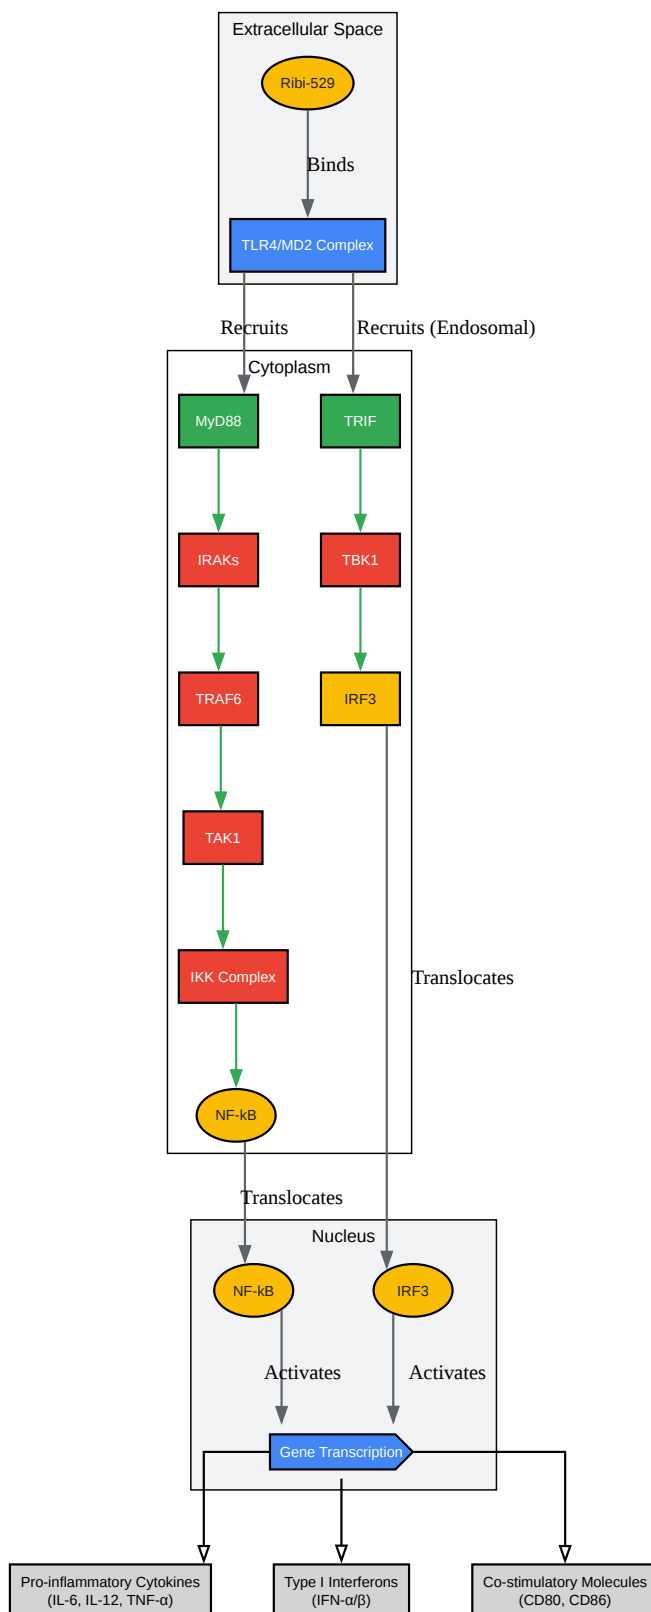 Extracellular Space
Ribi-529
Binds
TLR4/MD2 Complex
Recruits
Recruits (Endosomal)
Cytoplasm
MyD88
TRIF
IRAKs
TBK1
TRAF6
IRF3
TAK1
IKK Complex
Translocates
NF-kB
Translocates
Nucleus
NF-kB
IRF3
Activates
Activates
Gene Transcription
Pro-inflammatory Cytokines
(IL-6, IL-12, TNF-α)
Type I Interferons
(IFN-α/β)
Co-stimulatory Molecules
(CD80, CD86)